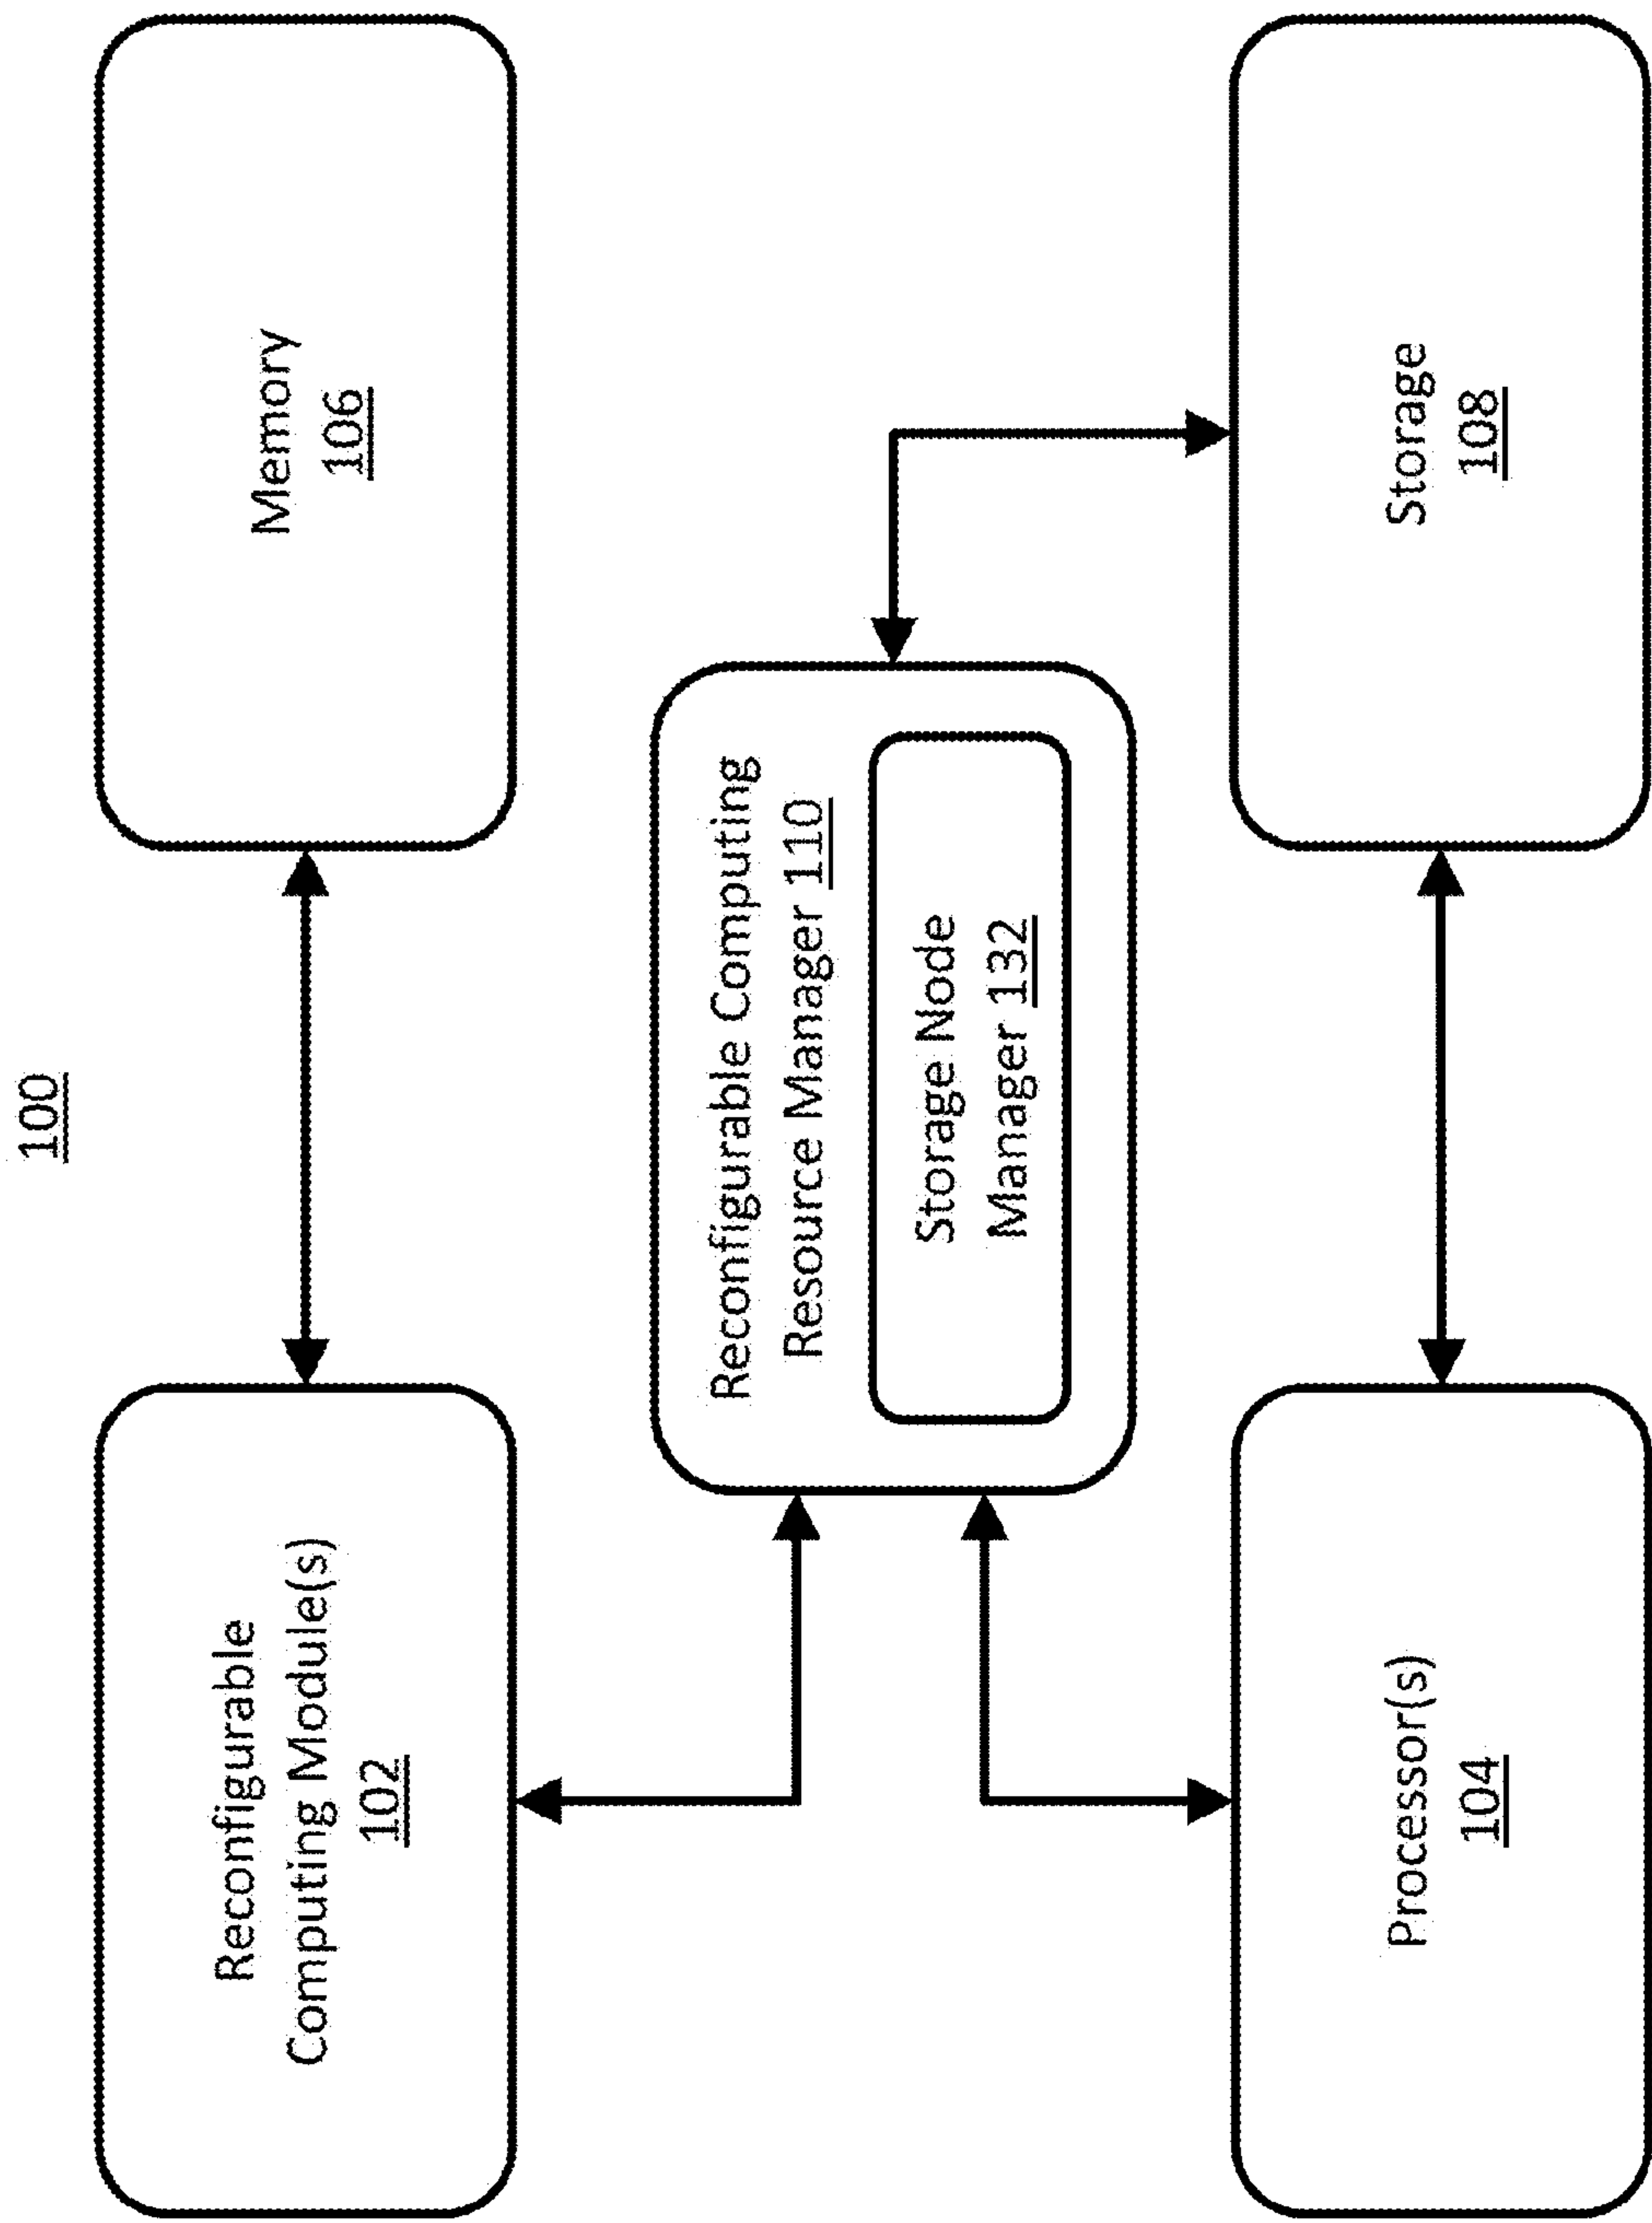 100
Reconfigurable
Computing Module(s)
102
Memory
106
Reconfigurable Computing
Resource Manager 110
Storage Node
Manager 132
Processor(s)
104
Storage
108